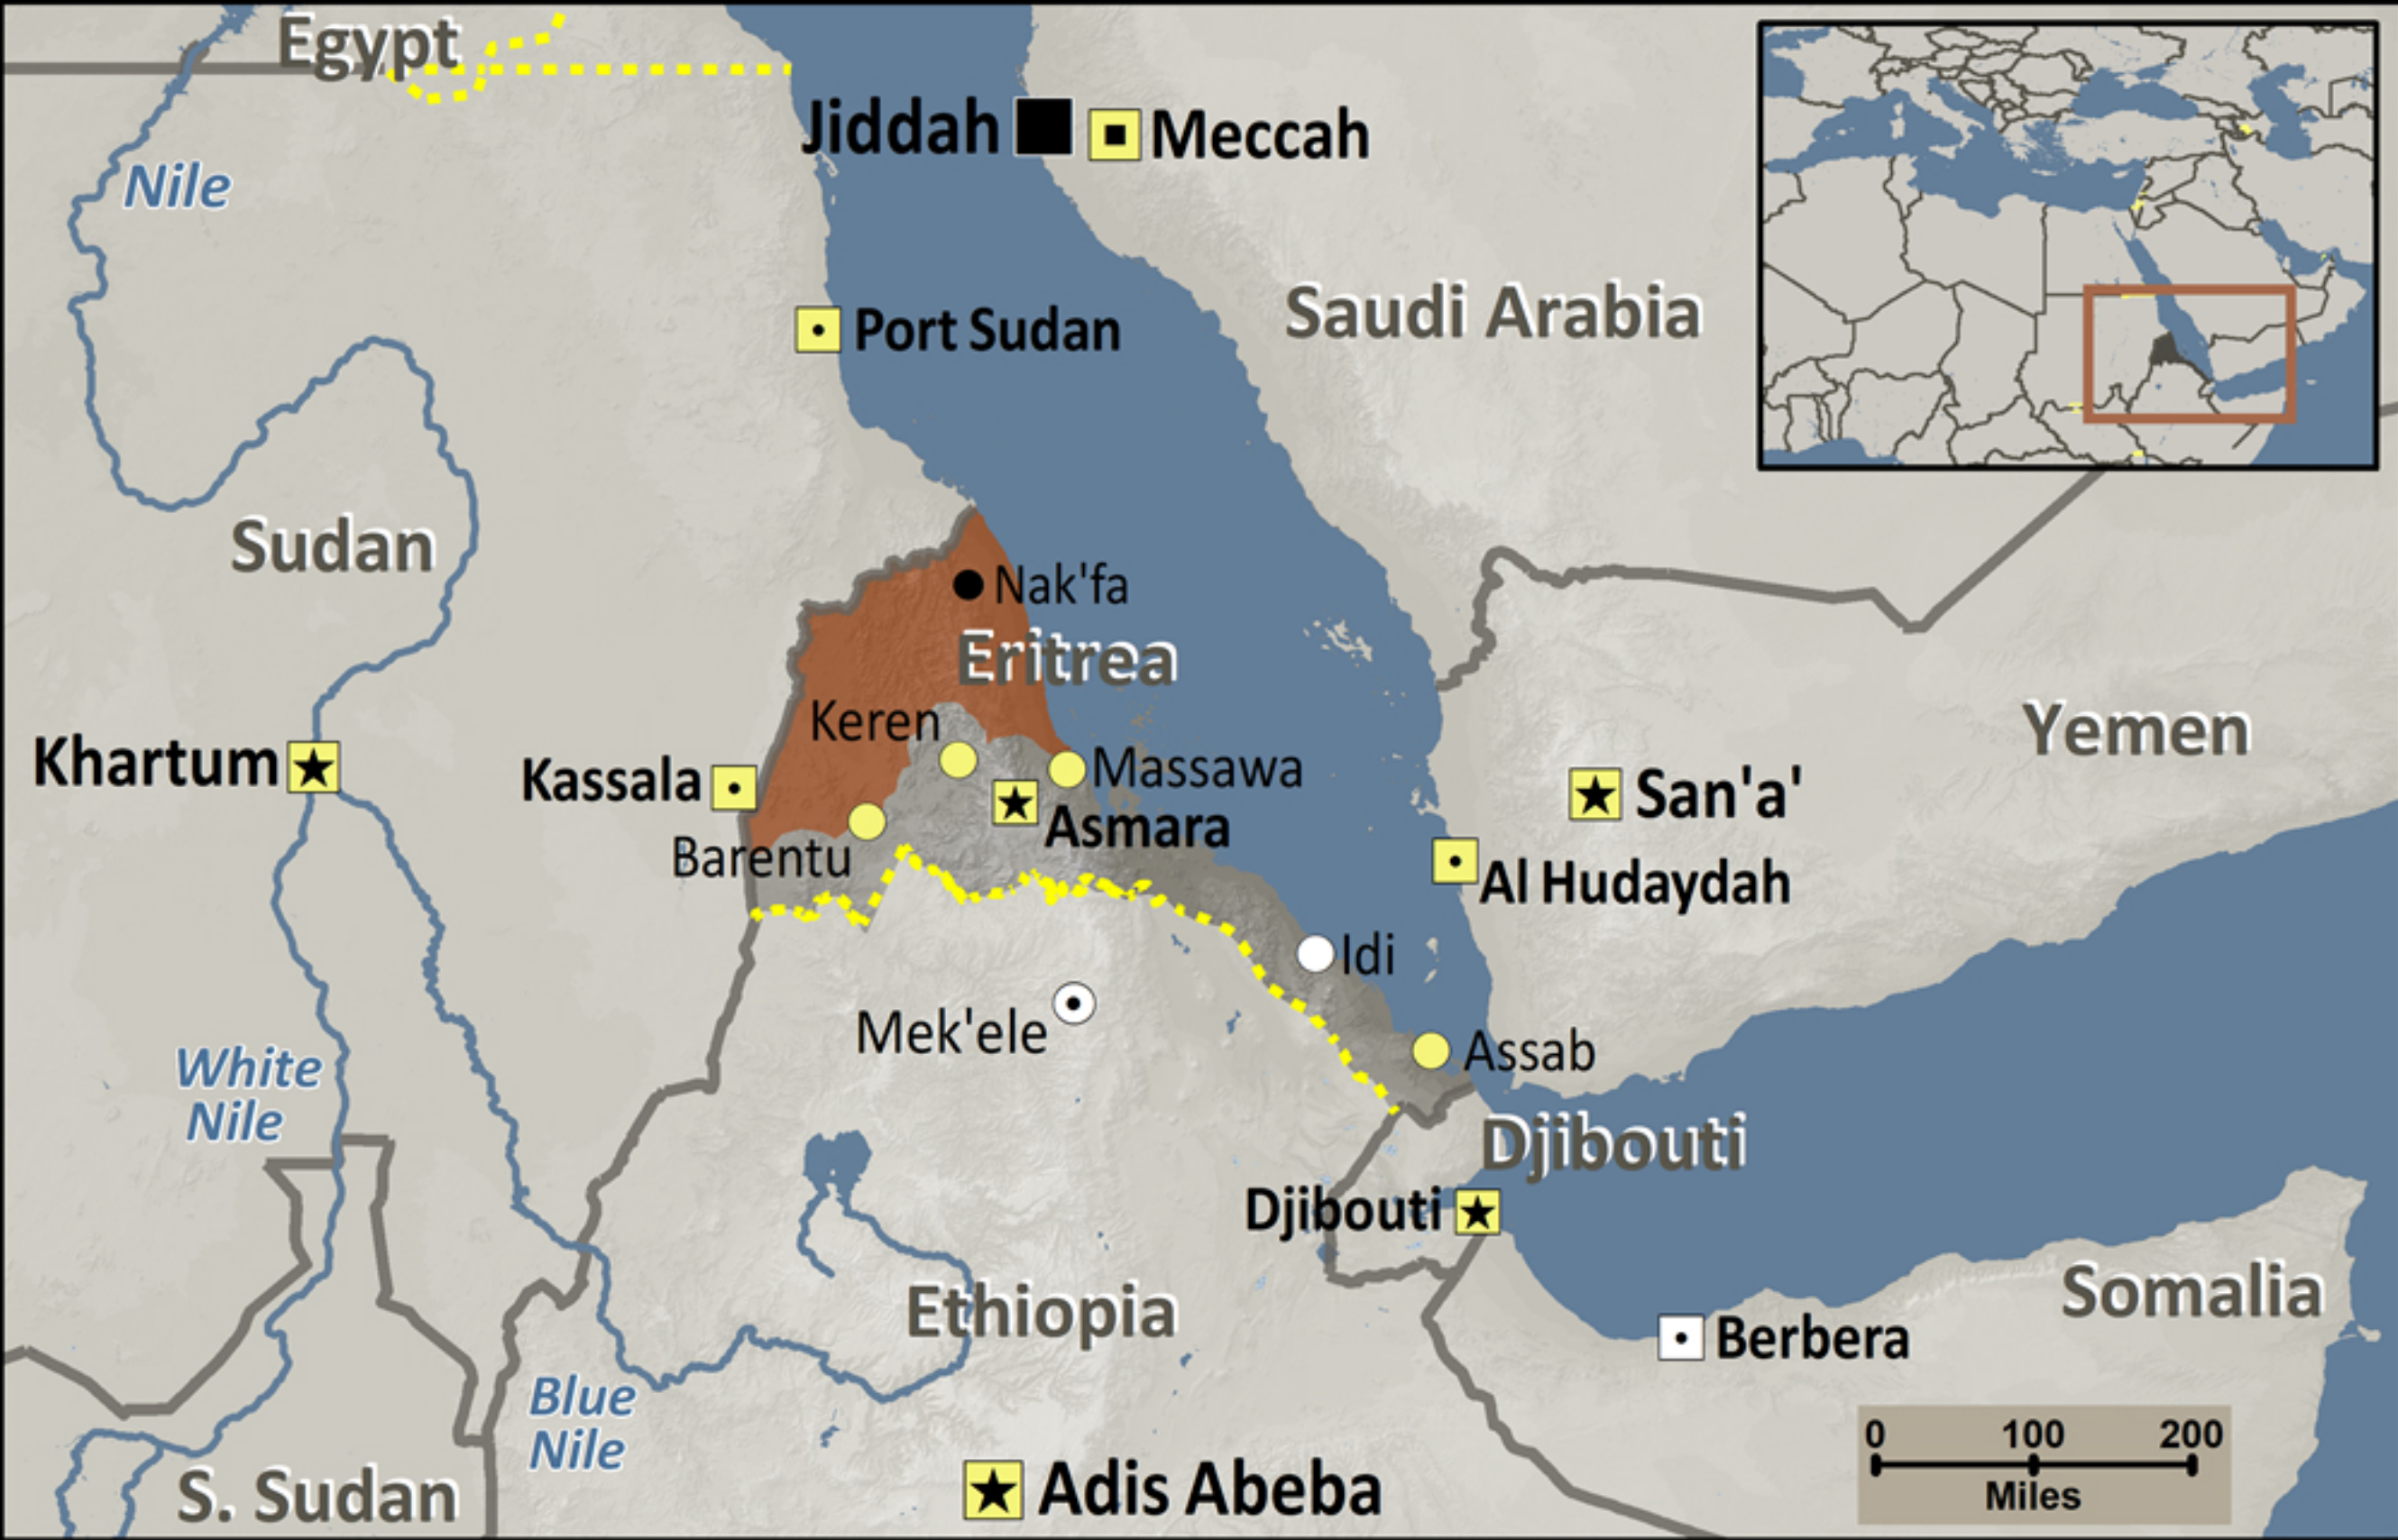 Egypt
Jiddah
Meccah
Nile
Saudi Arabia
Port Sudan
Sudan
Nak'fa
Eritrea
Keren
Yemen
Khartum
Kassala
Massawa
San'a'
Asmara
Barentu
Al Hudaydah
Idi
Mek'ele
Assab
White
Nile
Djibouti
Djibouti
Ethiopia
Somalia
Berbera
Blue
Nile
0 100 200
Miles
S. Sudan
Adis Abeba